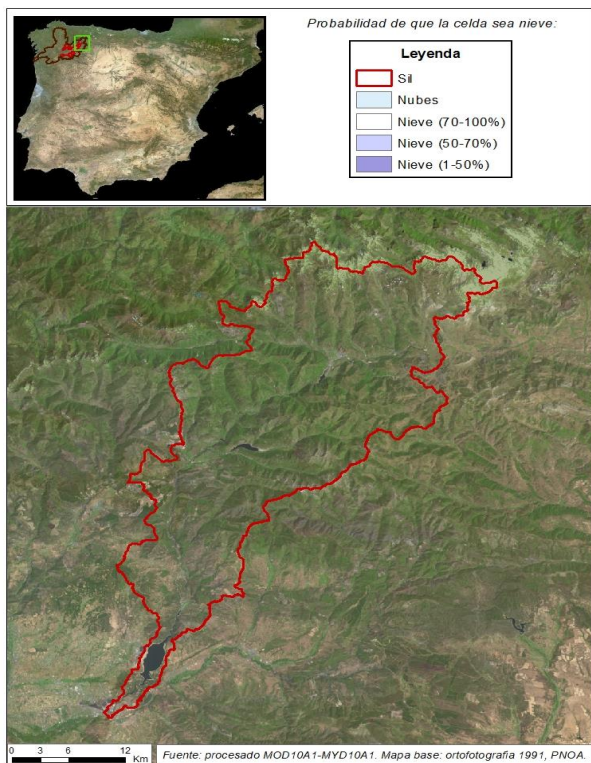 Probabilidad de que la celda sea nieve:
Leyenda
Sil
Nubes
Nieve (70-100%)
Nieve (50-70%)
Nieve (1-50%)
0 3 6 12
Km
Fuente: procesado MOD10A1-MYD10A1. Mapa base: ortofotografia 1991, PNOA.